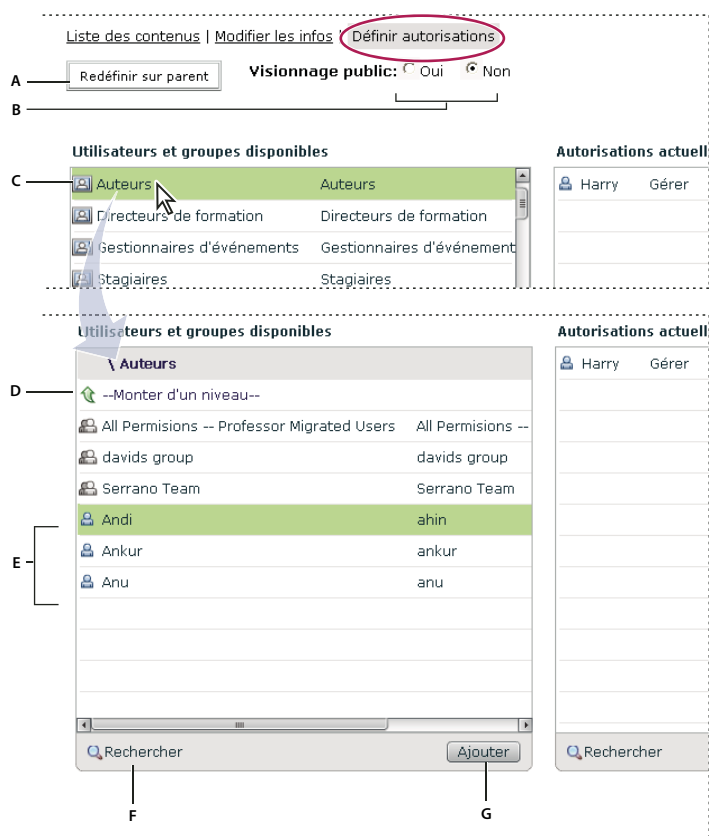 Liste des contenus | Modifier les infos | Définir autorisations
A
Redéfinir sur parent
Visionnage public: Oui Non
B
Utilisateurs et groupes disponibles
Autorisations actuell
C
Auteurs Auteurs
Harry Gérer
Directeurs de formation Directeurs de formation
Gestionnaires d'événements Gestionnaires d'événement
Stagiaires Stagiaires
Utilisateurs et groupes disponibles
Autorisations actuell
\ Auteurs
Harry Gérer
D
--Monter d'un niveau--
All Permisions -- Professor Migrated Users All Permisions --
davids group davids group
Serrano Team Serrano Team
Andi ahin
E
Ankur ankur
Anu anu
Rechercher
Ajouter
Rechercher
F
G